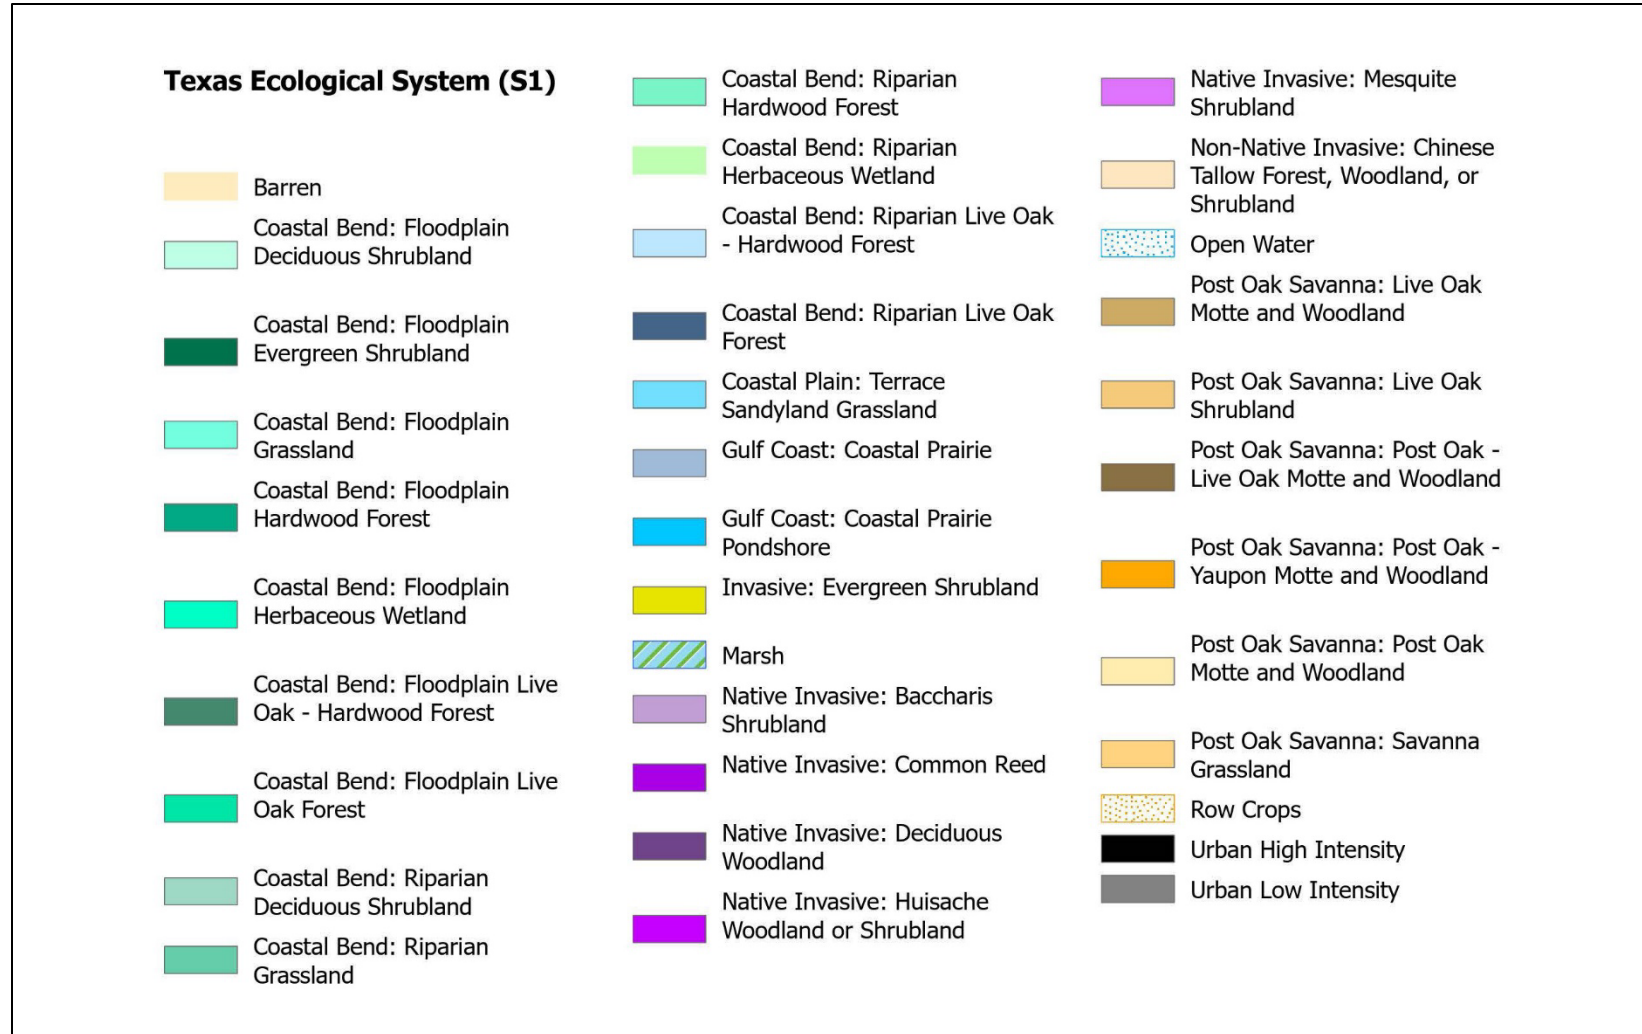 Texas Ecological System (S1)
Barren
Coastal Bend: Floodplain
Deciduous Shrubland
Coastal Bend: Floodplain
Evergreen Shrubland
Coastal Bend: Floodplain
Grassland
Coastal Bend: Floodplain
Hardwood Forest
Coastal Bend: Floodplain
Herbaceous Wetland
Coastal Bend: Floodplain Live
Oak - Hardwood Forest
Coastal Bend: Floodplain Live
Oak Forest
Coastal Bend: Riparian
Deciduous Shrubland
Coastal Bend: Riparian
Grassland
Coastal Bend: Riparian
Hardwood Forest
Coastal Bend: Riparian
Herbaceous Wetland
Coastal Bend: Riparian Live Oak
- Hardwood Forest
Coastal Bend: Riparian Live Oak
Forest
Coastal Plain: Terrace
Sandyland Grassland
Gulf Coast: Coastal Prairie
Gulf Coast: Coastal Prairie
Pondshore
Invasive: Evergreen Shrubland
Marsh
Native Invasive: Baccharis
Shrubland
Native Invasive: Common Reed
Native Invasive: Deciduous
Woodland
Native Invasive: Huisache
Woodland or Shrubland
Native Invasive: Mesquite
Shrubland
Non-Native Invasive: Chinese
Tallow Forest, Woodland, or
Shrubland
Open Water
Post Oak Savanna: Live Oak
Motte and Woodland
Post Oak Savanna: Live Oak
Shrubland
Post Oak Savanna: Post Oak -
Live Oak Motte and Woodland
Post Oak Savanna: Post Oak -
Yaupon Motte and Woodland
Post Oak Savanna: Post Oak
Motte and Woodland
Post Oak Savanna: Savanna
Grassland
Row Crops
Urban High Intensity
Urban Low Intensity